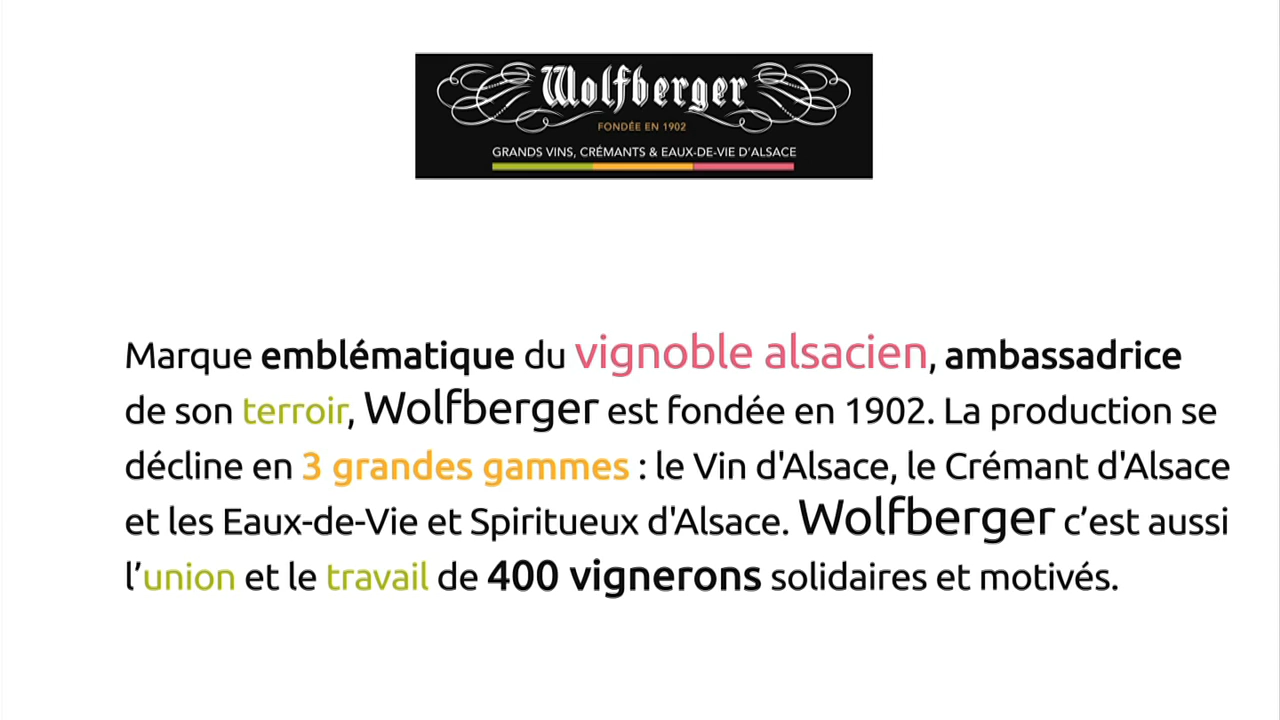 Wolfberger
FONDÉE EN 1902
GRANDS VINS, CRÉMANTS & EAUX-DE-VIE D'ALSACE
Marque emblématique du vignoble alsacien, ambassadrice
de son terroir, Wolfberger est fondée en 1902. La production se
décline en 3 grandes gammes : le Vin d'Alsace, le Crémant d'Alsace
et les Eaux-de-Vie et Spiritueux d'Alsace. Wolfberger c’est aussi
l’union et le travail de 400 vignerons solidaires et motivés.